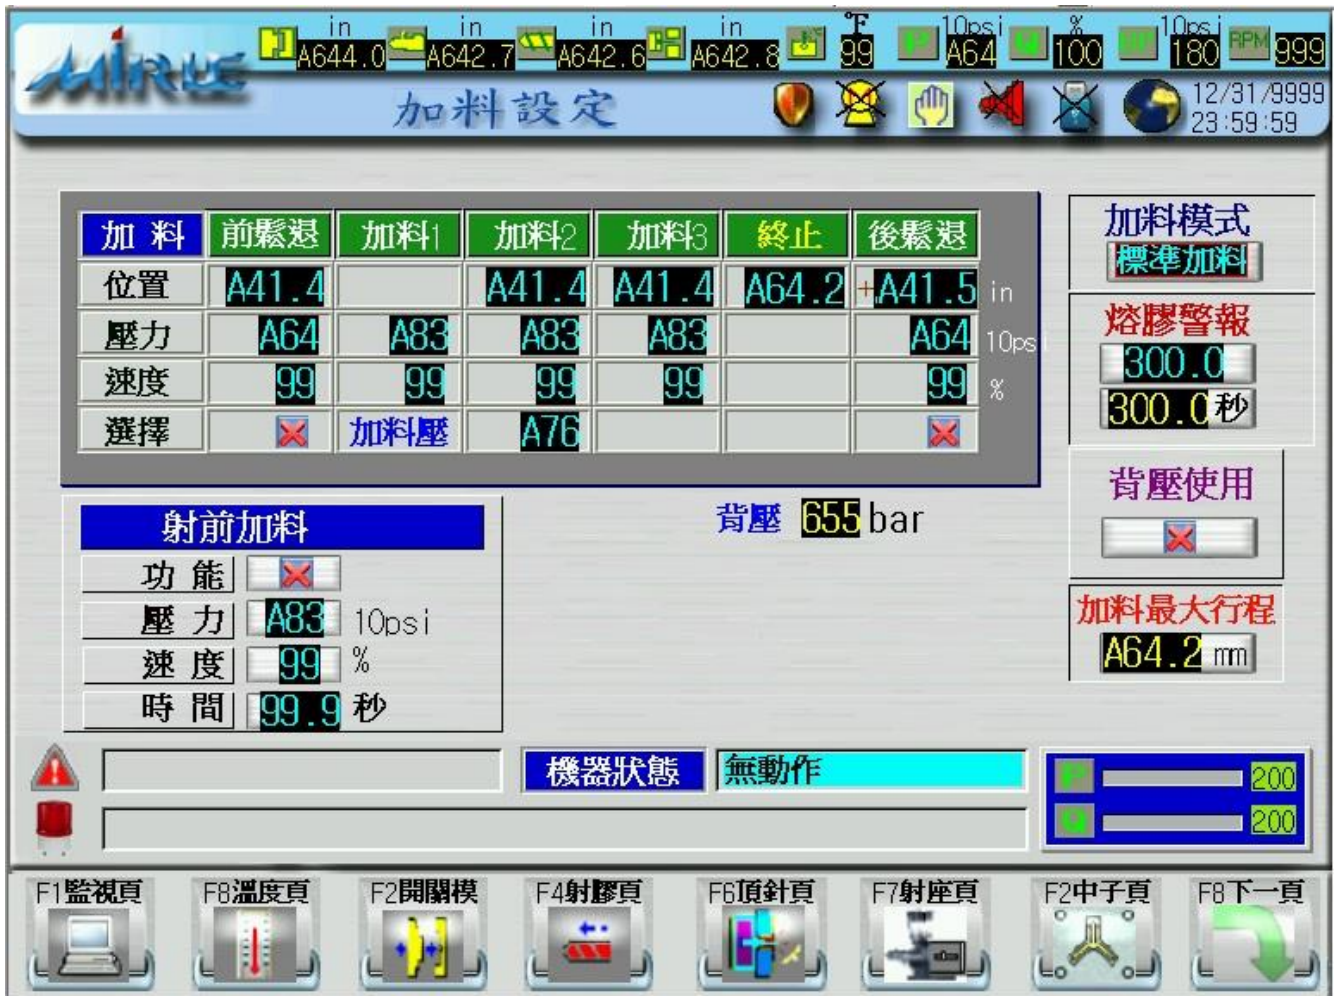 in in in in °F 10psi % 10psi
A644.0 A642.7 A642.6 A642.8 99 P A64 Q 100 BP 180 RPM 999
MIRLE
加料設定
12/31/9999
23:59:59
加 料 前鬆退 加料1 加料2 加料3 終止 後鬆退
位置 A41.4 A41.4 A41.4 A64.2 +A41.5 in
壓力 A64 A83 A83 A83 A64 10psi
速度 99 99 99 99 99 %
選擇 加料壓 A76
加料模式
標準加料
熔膠警報
300.0
300.0秒
背壓使用
加料最大行程
A64.2 mm
背壓 655 bar
射前加料
功 能
壓 力 A83 10psi
速 度 99 %
時 間 99.9 秒
機器狀態 無動作
P 200
Q 200
F1監視頁 F8溫度頁 F2開關模 F4射膠頁 F6頂針頁 F7射座頁 F2中子頁 F8下一頁